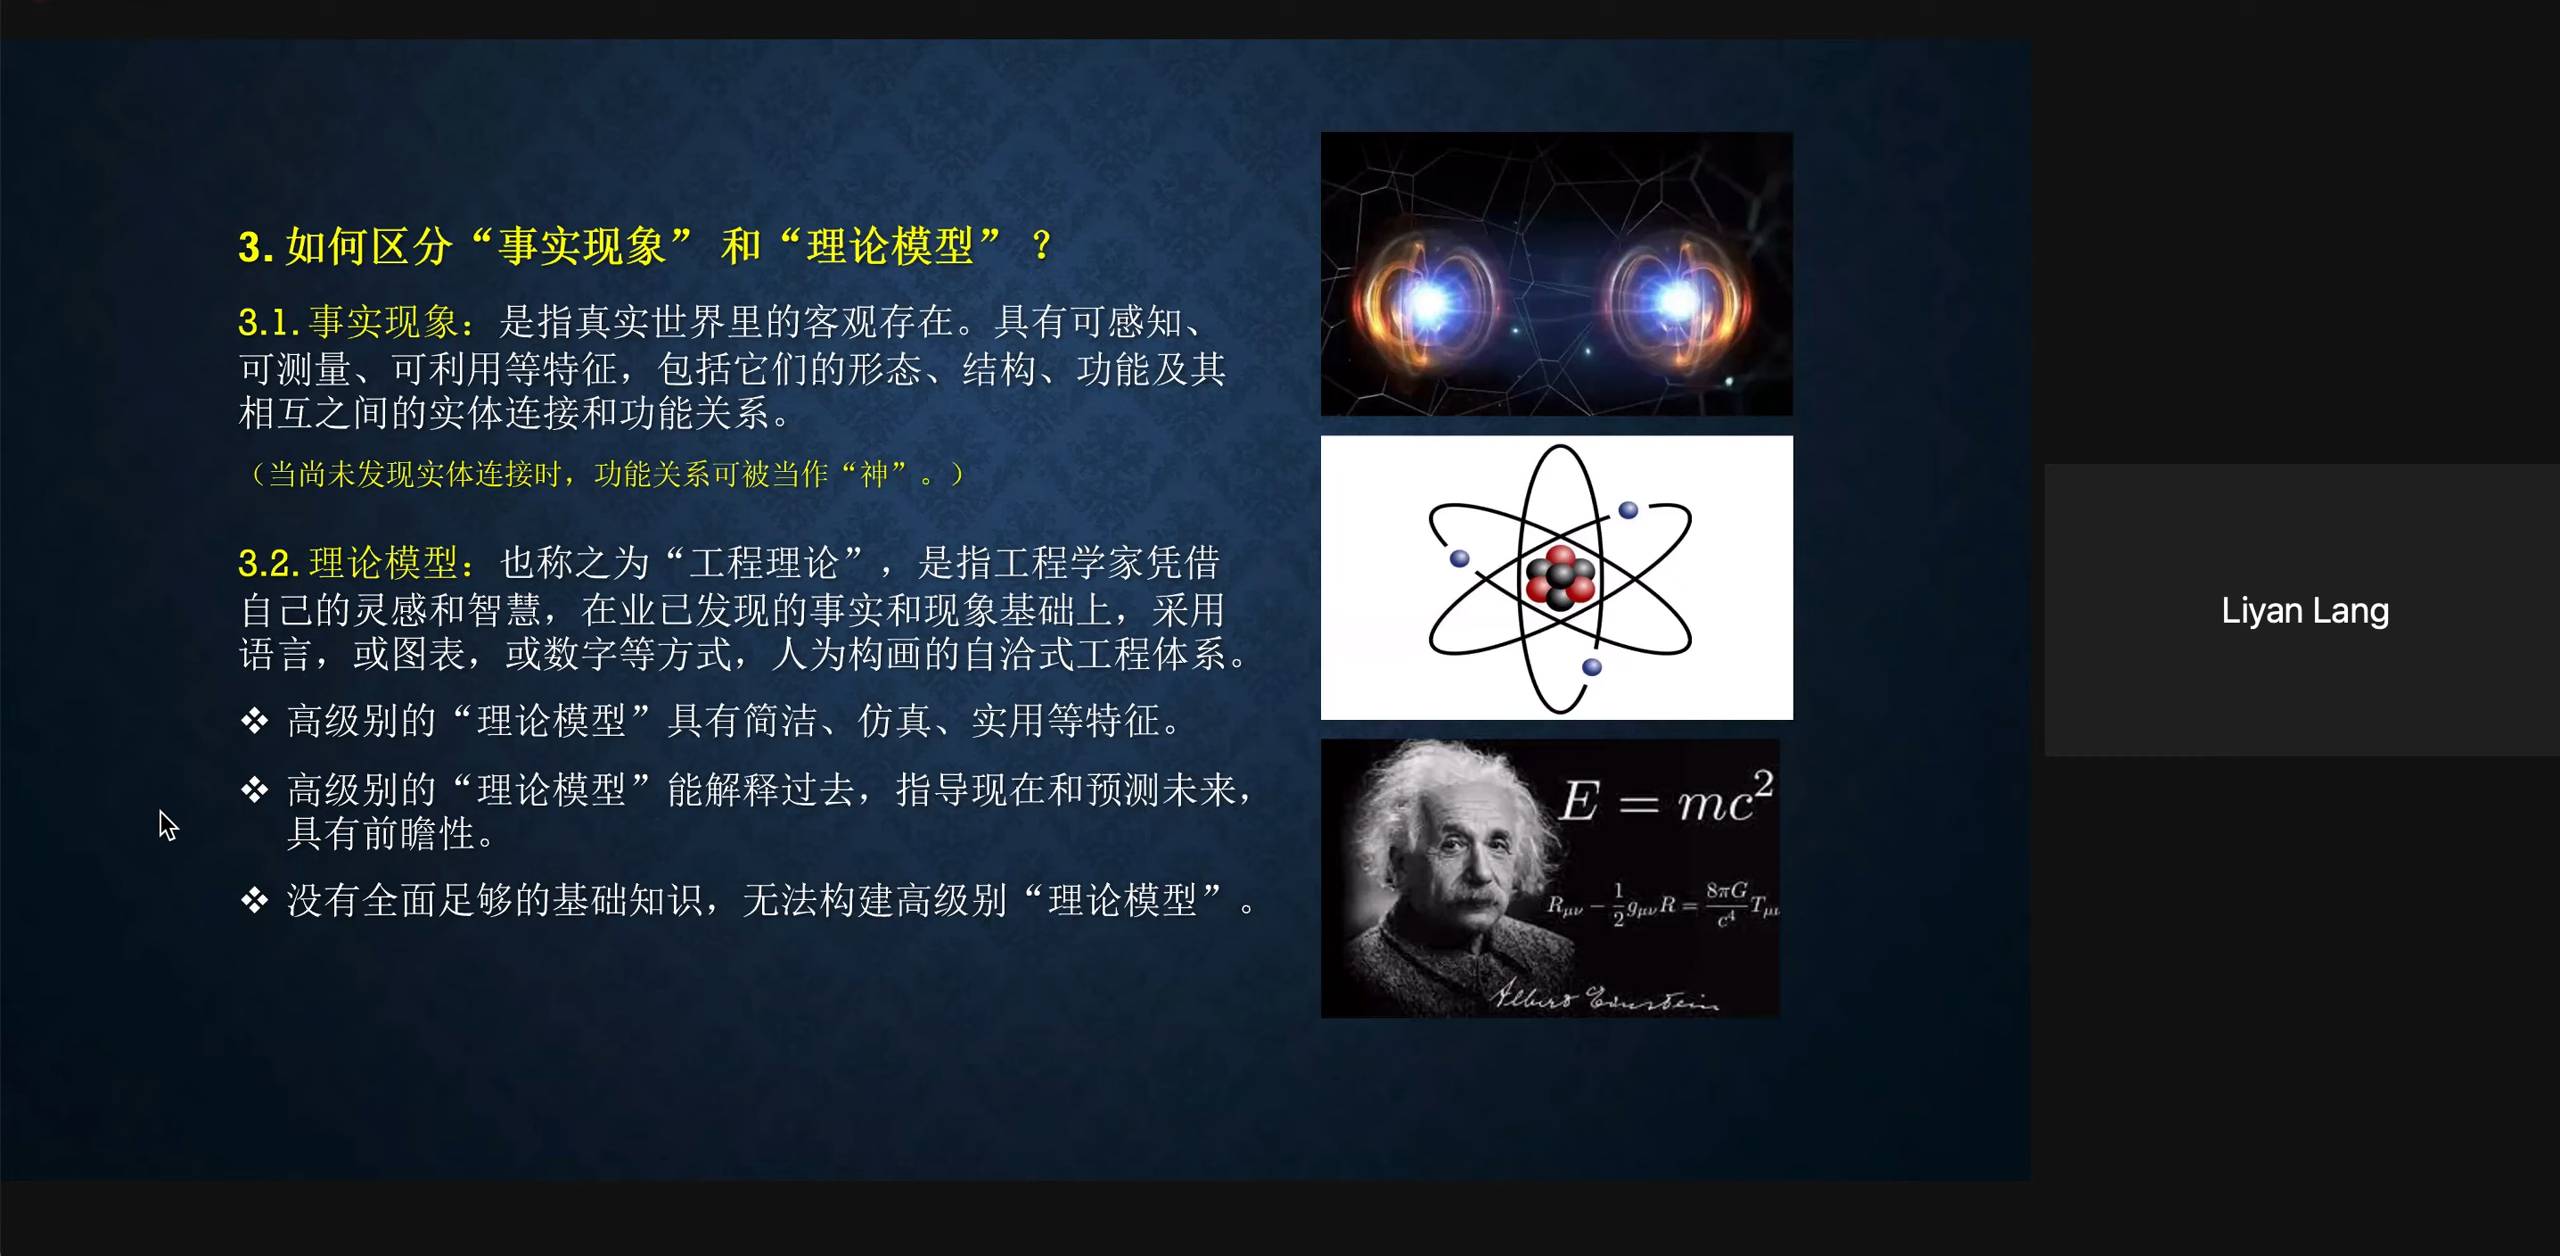 3. 如何区分“事实现象” 和“理论模型” ？
3.1. 事实现象：是指真实世界里的客观存在。具有可感知、
可测量、可利用等特征，包括它们的形态、结构、功能及其
相互之间的实体连接和功能关系。
（当尚未发现实体连接时，功能关系可被当作“神”。）
3.2. 理论模型：也称之为“工程理论”，是指工程学家凭借
自己的灵感和智慧，在业已发现的事实和现象基础上，采用
语言，或图表，或数字等方式，人为构画的自洽式工程体系。
❖ 高级别的“理论模型”具有简洁、仿真、实用等特征。
❖ 高级别的“理论模型”能解释过去，指导现在和预测未来，
具有前瞻性。
❖ 没有全面足够的基础知识，无法构建高级别“理论模型”。
E = mc²
Rμν − 1/2 gμνR = 8πG/c⁴ Tμν
Albert Einstein
Liyan Lang